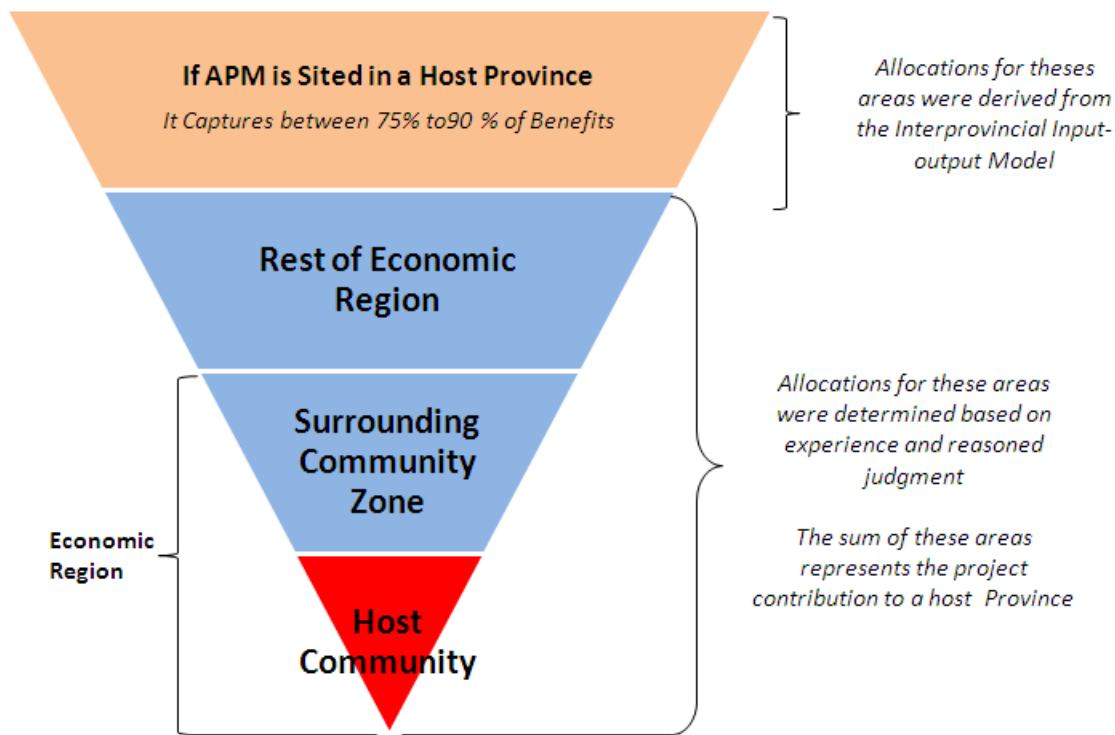 If APM is Sited in a Host Province
It Captures between 75% to90 % of Benefits
Allocations for theses
areas were derived from
the Interprovincial Input-
output Model
Rest of Economic
Region
Surrounding
Community
Zone
Allocations for these areas
were determined based on
experience and reasoned
judgment
The sum of these areas
represents the project
contribution to a host Province
Economic
Region
Host
Community